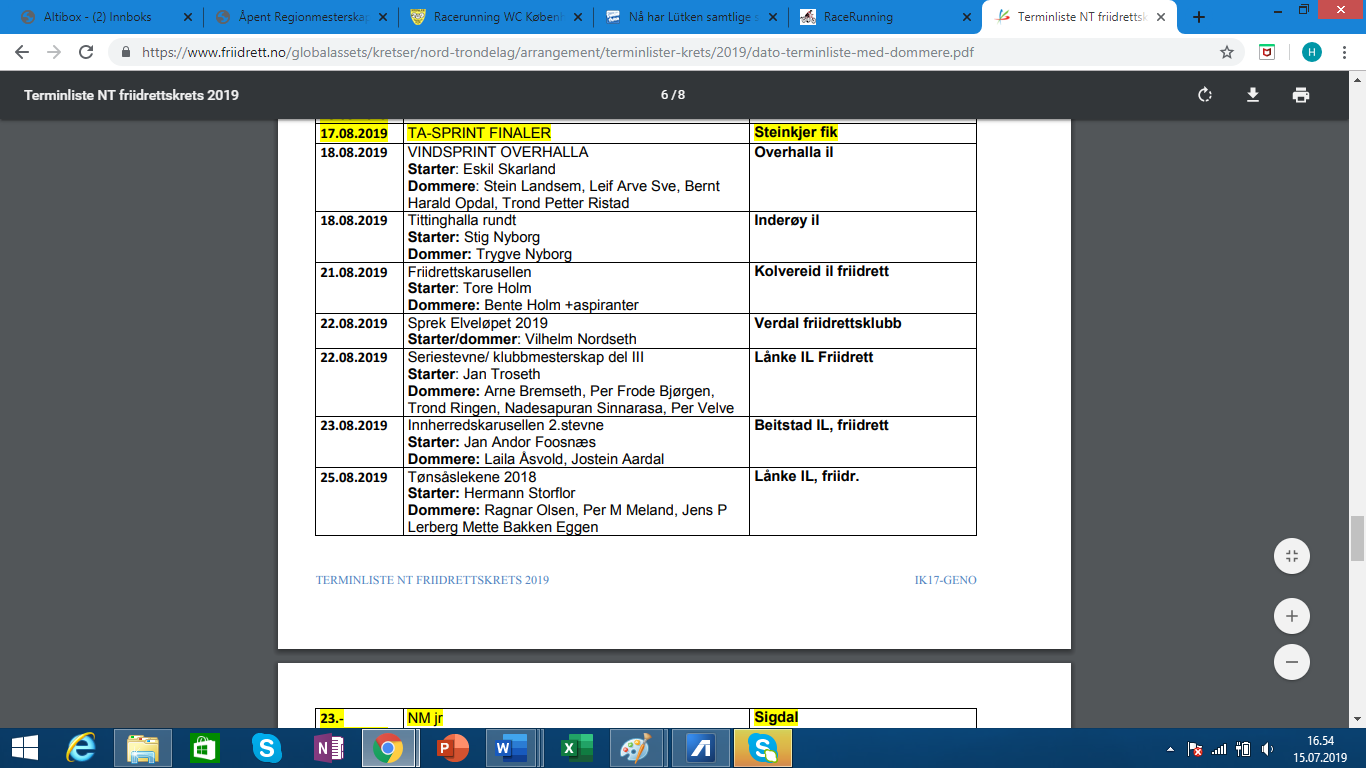 Altibox - (2) Innboks
Åpent Regionmesterska
Racerunning WC Københ
Nå har Lütken samtlige s
RaceRunning
Terminliste NT friidrettsk
https://www.friidrett.no/globalassets/kretser/nord-trondelag/arrangement/terminlister-krets/2019/dato-terminliste-med-dommere.pdf
H
Terminliste NT friidrettskrets 2019
6 / 8
17.08.2019 TA-SPRINT FINALER Steinkjer fik
18.08.2019 VINDSPRINT OVERHALLA Overhalla il
Starter: Eskil Skarland
Dommere: Stein Landsem, Leif Arve Sve, Bernt
Harald Opdal, Trond Petter Ristad
18.08.2019 Tittinghalla rundt Inderøy il
Starter: Stig Nyborg
Dommer: Trygve Nyborg
21.08.2019 Friidrettskarusellen Kolvereid il friidrett
Starter: Tore Holm
Dommere: Bente Holm +aspiranter
22.08.2019 Sprek Elveløpet 2019 Verdal friidrettsklubb
Starter/dommer: Vilhelm Nordseth
22.08.2019 Seriestevne/ klubbmesterskap del III Lånke IL Friidrett
Starter: Jan Troseth
Dommere: Arne Bremseth, Per Frode Bjørgen,
Trond Ringen, Nadesapuran Sinnarasa, Per Velve
23.08.2019 Innherredskarusellen 2.stevne Beitstad IL, friidrett
Starter: Jan Andor Foosnæs
Dommere: Laila Åsvold, Jostein Aardal
25.08.2019 Tønsåslekene 2018 Lånke IL, friidr.
Starter: Hermann Storflor
Dommere: Ragnar Olsen, Per M Meland, Jens P
Lerberg Mette Bakken Eggen
TERMINLISTE NT FRIIDRETTSKRETS 2019 IK17-GENO
23.- NM jr Sigdal
16.54
15.07.2019